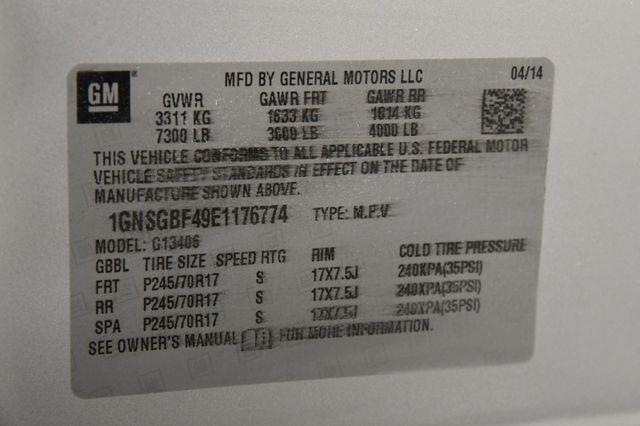 GM MFD BY GENERAL MOTORS LLC 04/14
GVWR GAWR FRT GAWR RR
3311 KG 1633 KG 1814 KG
7300 LB 3600 LB 4000 LB
THIS VEHICLE CONFORMS TO ALL APPLICABLE U.S. FEDERAL MOTOR
VEHICLE SAFETY STANDARDS IN EFFECT ON THE DATE OF
MANUFACTURE SHOWN ABOVE.
1GNSGBF49E1176774 TYPE: M.P.V
MODEL: G13406
GBBL TIRE SIZE SPEED RTG RIM COLD TIRE PRESSURE
FRT P245/70R17 S 17X7.5J 240KPA(35PSI)
RR P245/70R17 S 17X7.5J 240KPA(35PSI)
SPA P245/70R17 S 17X7.5J 240KPA(35PSI)
SEE OWNER'S MANUAL FOR MORE INFORMATION.